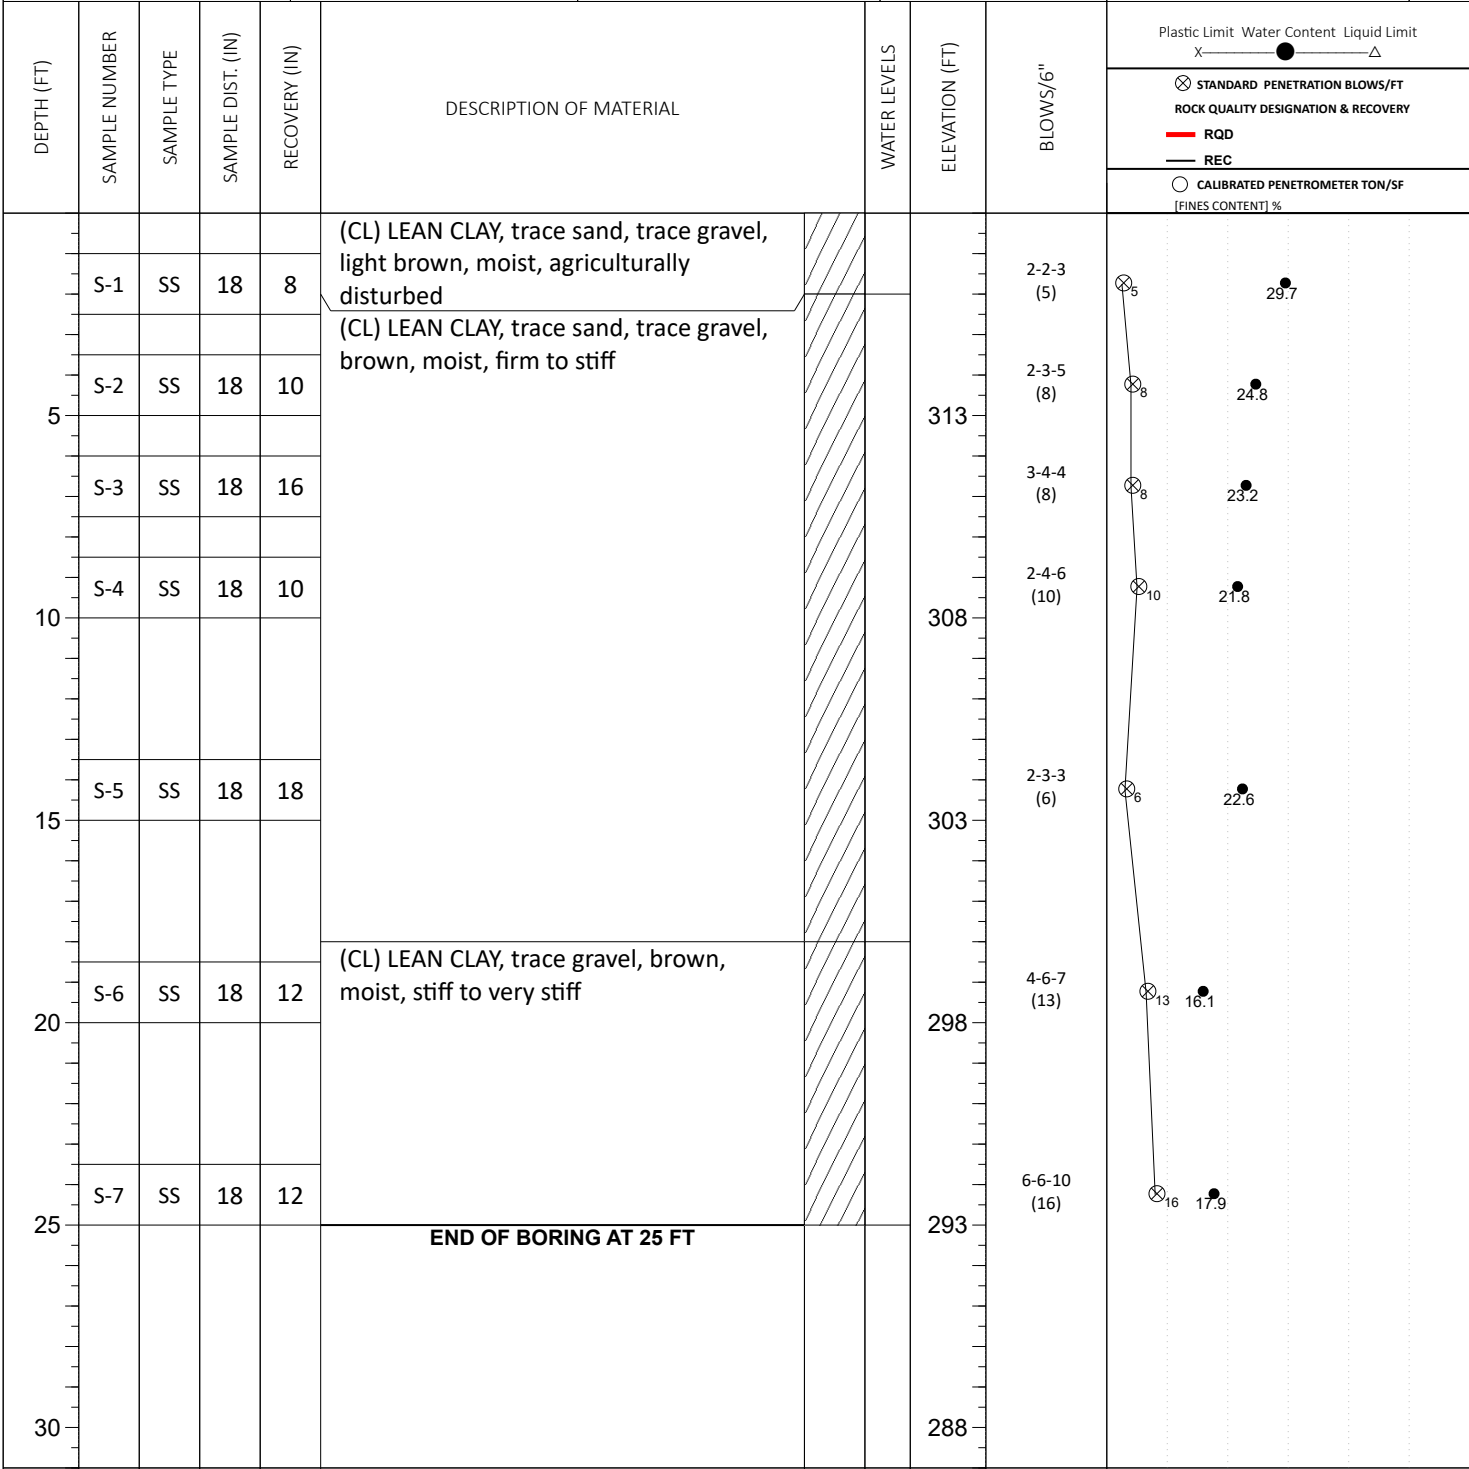 DEPTH (FT)
SAMPLE NUMBER
SAMPLE TYPE
SAMPLE DIST. (IN)
RECOVERY (IN)
DESCRIPTION OF MATERIAL
WATER LEVELS
ELEVATION (FT)
BLOWS/6"
Plastic Limit Water Content Liquid Limit
X
STANDARD PENETRATION BLOWS/FT
ROCK QUALITY DESIGNATION & RECOVERY
RQD
REC
CALIBRATED PENETROMETER TON/SF
[FINES CONTENT] %
(CL) LEAN CLAY, trace sand, trace gravel,
light brown, moist, agriculturally
disturbed
S-1 SS 18 8
2-2-3
(5)
5
29.7
(CL) LEAN CLAY, trace sand, trace gravel,
brown, moist, firm to stiff
S-2 SS 18 10
2-3-5
(8)
8
24.8
5
313
S-3 SS 18 16
3-4-4
(8)
8
23.2
S-4 SS 18 10
2-4-6
(10)
10
21.8
10
308
S-5 SS 18 18
2-3-3
(6)
6
22.6
15
303
(CL) LEAN CLAY, trace gravel, brown,
moist, stiff to very stiff
S-6 SS 18 12
4-6-7
(13)
13
16.1
20
298
S-7 SS 18 12
6-6-10
(16)
16
17.9
25
293
END OF BORING AT 25 FT
30
288